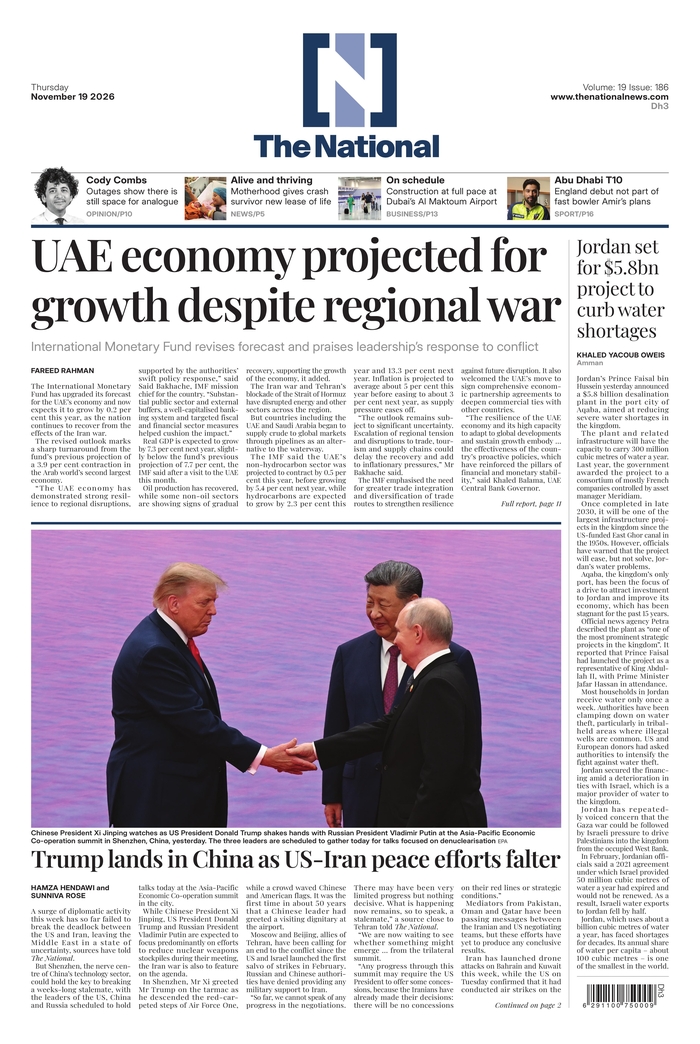 Thursday
November 19 2026
The National
Volume: 19 Issue: 186
www.thenationalnews.com
Dh3
Cody Combs
Outages show there is
still space for analogue
OPINION/P10
Alive and thriving
Motherhood gives crash
survivor new lease of life
NEWS/P5
On schedule
Construction at full pace at
Dubai's Al Maktoum Airport
BUSINESS/P13
Abu Dhabi T10
England debut not part of
fast bowler Amir's plans
SPORT/P16
UAE economy projected for
growth despite regional war
International Monetary Fund revises forecast and praises leadership's response to conflict
FAREED RAHMAN
The International Monetary
Fund has upgraded its forecast
for the UAE's economy and now
expects it to grow by 0.2 per
cent this year, as the nation
continues to recover from the
effects of the Iran war.
The revised outlook marks
a sharp turnaround from the
fund's previous projection of
a 3.9 per cent contraction in
the Arab world's second largest
economy.
"The UAE economy has
demonstrated strong resil-
ience to regional disruptions,
supported by the authorities'
swift policy response," said
Said Bakhache, IMF mission
chief for the country. "Substan-
tial public sector and external
buffers, a well-capitalised bank-
ing system and targeted fiscal
and financial sector measures
helped cushion the impact."
Real GDP is expected to grow
by 7.3 per cent next year, slight-
ly below the fund's previous
projection of 7.7 per cent, the
IMF said after a visit to the UAE
this month.
Oil production has recovered,
while some non-oil sectors
are showing signs of gradual
recovery, supporting the growth
of the economy, it added.
The Iran war and Tehran's
blockade of the Strait of Hormuz
have disrupted energy and other
sectors across the region.
But countries including the
UAE and Saudi Arabia began to
supply crude to global markets
through pipelines as an alter-
native to the waterway.
The IMF said the UAE's
non-hydrocarbon sector was
projected to contract by 0.5 per
cent this year, before growing
by 5.4 per cent next year, while
hydrocarbons are expected
to grow by 2.3 per cent this
year and 13.3 per cent next
year. Inflation is projected to
average about 5 per cent this
year before easing to about 3
per cent next year, as supply
pressure eases off.
"The outlook remains sub-
ject to significant uncertainty.
Escalation of regional tension
and disruptions to trade, tour-
ism and supply chains could
delay the recovery and add
to inflationary pressures," Mr
Bakhache said.
The IMF emphasised the need
for greater trade integration
and diversification of trade
routes to strengthen resilience
against future disruption. It also
welcomed the UAE's move to
sign comprehensive econom-
ic partnership agreements to
deepen commercial ties with
other countries.
"The resilience of the UAE
economy and its high capacity
to adapt to global developments
and sustain growth embody ...
the effectiveness of the coun-
try's proactive policies, which
have reinforced the pillars of
financial and monetary stabil-
ity," said Khaled Balama, UAE
Central Bank Governor.
Full report, page 11
Jordan set
for $5.8bn
project to
curb water
shortages
KHALED YACOUB OWEIS
Amman
Jordan's Prince Faisal bin
Hussein yesterday announced
a $5.8 billion desalination
plant in the port city of
Aqaba, aimed at reducing
severe water shortages in
the kingdom.
The plant and related
infrastructure will have the
capacity to carry 300 million
cubic metres of water a year.
Last year, the government
awarded the project to a
consortium of mostly French
companies controlled by asset
manager Meridiam.
Once completed in late
2030, it will be one of the
largest infrastructure proj-
ects in the kingdom since the
US-funded East Ghor canal in
the 1950s. However, officials
have warned that the project
will ease, but not solve, Jor-
dan's water problems.
Aqaba, the kingdom's only
port, has been the focus of
a drive to attract investment
to Jordan and improve its
economy, which has been
stagnant for the past 15 years.
Official news agency Petra
described the plant as "one of
the most prominent strategic
projects in the kingdom". It
reported that Prince Faisal
had launched the project as a
representative of King Abdul-
lah II, with Prime Minister
Jafar Hassan in attendance.
Most households in Jordan
receive water only once a
week. Authorities have been
clamping down on water
theft, particularly in tribal-
held areas where illegal
wells are common. US and
European donors had asked
authorities to intensify the
fight against water theft.
Jordan secured the financ-
ing amid a deterioration in
ties with Israel, which is a
major provider of water to
the kingdom.
Jordan has repeated-
ly voiced concern that the
Gaza war could be followed
by Israeli pressure to drive
Palestinians into the kingdom
from the occupied West Bank.
In February, Jordanian offi-
cials said a 2021 agreement
under which Israel provided
50 million cubic metres of
water a year had expired and
would not be renewed. As a
result, Israeli water exports
to Jordan fell by half.
Jordan, which uses about a
billion cubic metres of water
a year, has faced shortages
for decades. Its annual share
of water per capita – about
100 cubic metres – is one
of the smallest in the world.
Chinese President Xi Jinping watches as US President Donald Trump shakes hands with Russian President Vladimir Putin at the Asia-Pacific Economic
Co-operation summit in Shenzhen, China, yesterday. The three leaders are scheduled to gather today for talks focused on denuclearisation EPA
Trump lands in China as US-Iran peace efforts falter
HAMZA HENDAWI and
SUNNIVA ROSE
A surge of diplomatic activity
this week has so far failed to
break the deadlock between
the US and Iran, leaving the
Middle East in a state of
uncertainty, sources have told
The National.
But Shenzhen, the nerve cen-
tre of China's technology sector,
could hold the key to breaking
a weeks-long stalemate, with
the leaders of the US, China
and Russia scheduled to hold
talks today at the Asia-Pacific
Economic Co-operation summit
in the city.
While Chinese President Xi
Jinping, US President Donald
Trump and Russian President
Vladimir Putin are expected to
focus predominantly on efforts
to reduce nuclear weapons
stockpiles during their meeting,
the Iran war is also to feature
on the agenda.
In Shenzhen, Mr Xi greeted
Mr Trump on the tarmac as
he descended the red-car-
peted steps of Air Force One,
while a crowd waved Chinese
and American flags. It was the
first time in about 50 years
that a Chinese leader had
greeted a visiting dignitary at
the airport.
Moscow and Beijing, allies of
Tehran, have been calling for
an end to the conflict since the
US and Israel launched the first
salvo of strikes in February.
Russian and Chinese authori-
ties have denied providing any
military support to Iran.
"So far, we cannot speak of any
progress in the negotiations.
There may have been very
limited progress but nothing
decisive. What is happening
now remains, so to speak, a
stalemate," a source close to
Tehran told The National.
"We are now waiting to see
whether something might
emerge ... from the trilateral
summit.
"Any progress through this
summit may prepare the US
President to offer some conces-
sions, because the Iranians have
already made their decisions:
there will be no concessions
on their red lines or strategic
conditions."
Mediators from Pakistan,
Oman and Qatar have been
passing messages between
the Iranian and US negotiating
teams, but these efforts have
yet to produce any conclusive
results.
Iran has launched drone
attacks on Bahrain and Kuwait
this week, while the US on
Tuesday confirmed that it had
conducted air strikes on the
Continued on page 2
Dh3
6 291100 750009